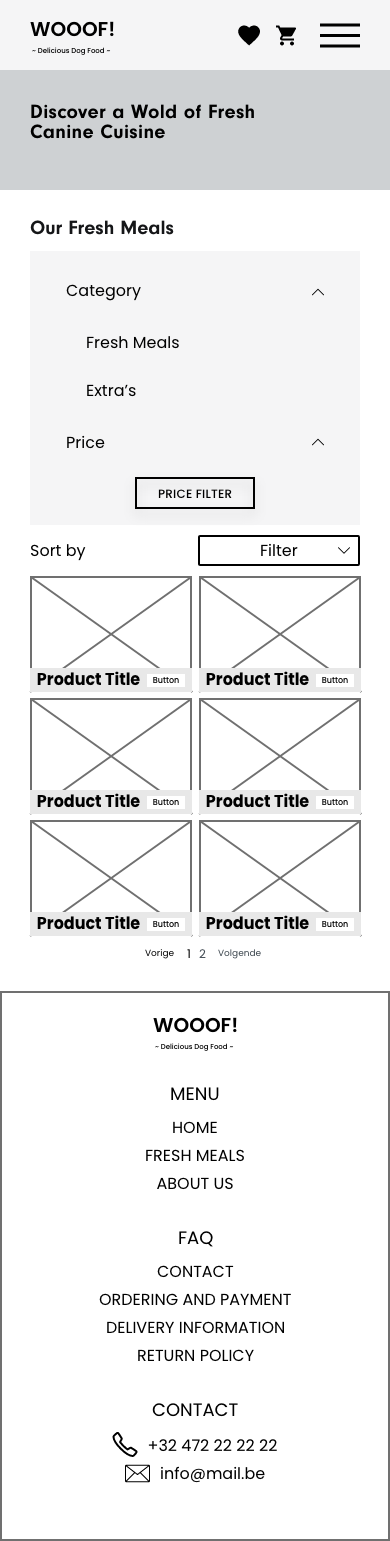 WOOOF!
~ Delicious Dog Food ~
Discover a Wold of Fresh
Canine Cuisine
Our Fresh Meals
Category
Fresh Meals
Extra’s
Price
PRICE FILTER
Sort by Filter
Product Title Button Product Title Button
Product Title Button Product Title Button
Product Title Button Product Title Button
Vorige 1 2 Volgende
WOOOF!
~ Delicious Dog Food ~
MENU
HOME
FRESH MEALS
ABOUT US
FAQ
CONTACT
ORDERING AND PAYMENT
DELIVERY INFORMATION
RETURN POLICY
CONTACT
+32 472 22 22 22
info@mail.be